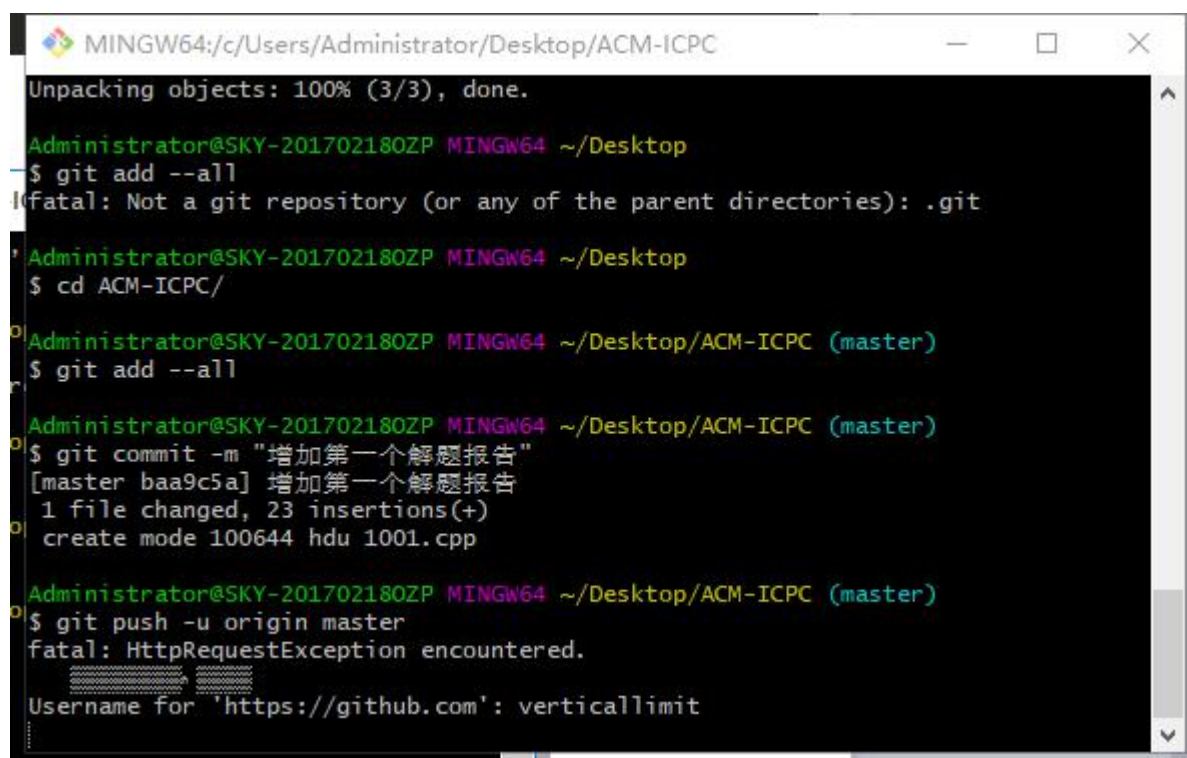 MINGW64:/c/Users/Administrator/Desktop/ACM-ICPC
Unpacking objects: 100% (3/3), done.
Administrator@SKY-20170218OZP MINGW64 ~/Desktop
$ git add --all
fatal: Not a git repository (or any of the parent directories): .git
Administrator@SKY-20170218OZP MINGW64 ~/Desktop
$ cd ACM-ICPC/
Administrator@SKY-20170218OZP MINGW64 ~/Desktop/ACM-ICPC (master)
$ git add --all
Administrator@SKY-20170218OZP MINGW64 ~/Desktop/ACM-ICPC (master)
$ git commit -m "增加第一个解题报告"
[master baa9c5a] 增加第一个解题报告
1 file changed, 23 insertions(+)
create mode 100644 hdu 1001.cpp
Administrator@SKY-20170218OZP MINGW64 ~/Desktop/ACM-ICPC (master)
$ git push -u origin master
fatal: HttpRequestException encountered.
Username for 'https://github.com': verticallimit